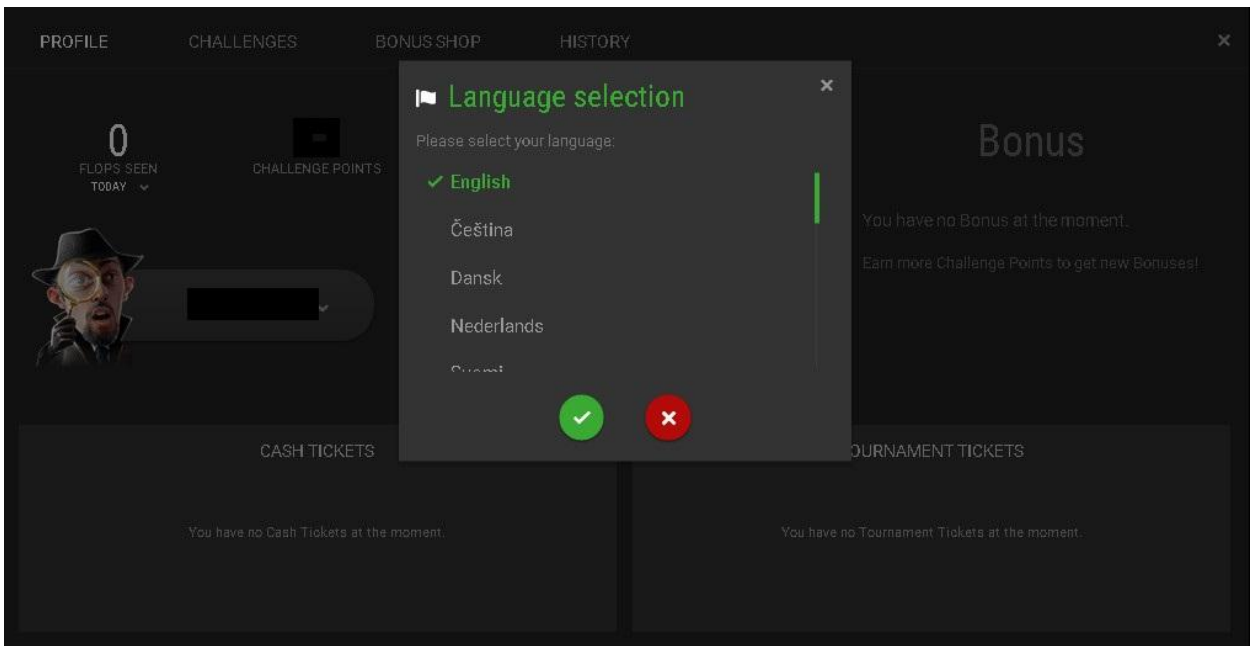 PROFILE CHALLENGES BONUS SHOP HISTORY
Language selection
Please select your language:
English
Čeština
Dansk
Nederlands
Suomi
0
FLOPS SEEN
TODAY
CHALLENGE POINTS
Bonus
You have no Bonus at the moment.
Earn more Challenge Points to get new Bonuses!
CASH TICKETS
You have no Cash Tickets at the moment.
OURNAMENT TICKETS
You have no Tournament Tickets at the moment.